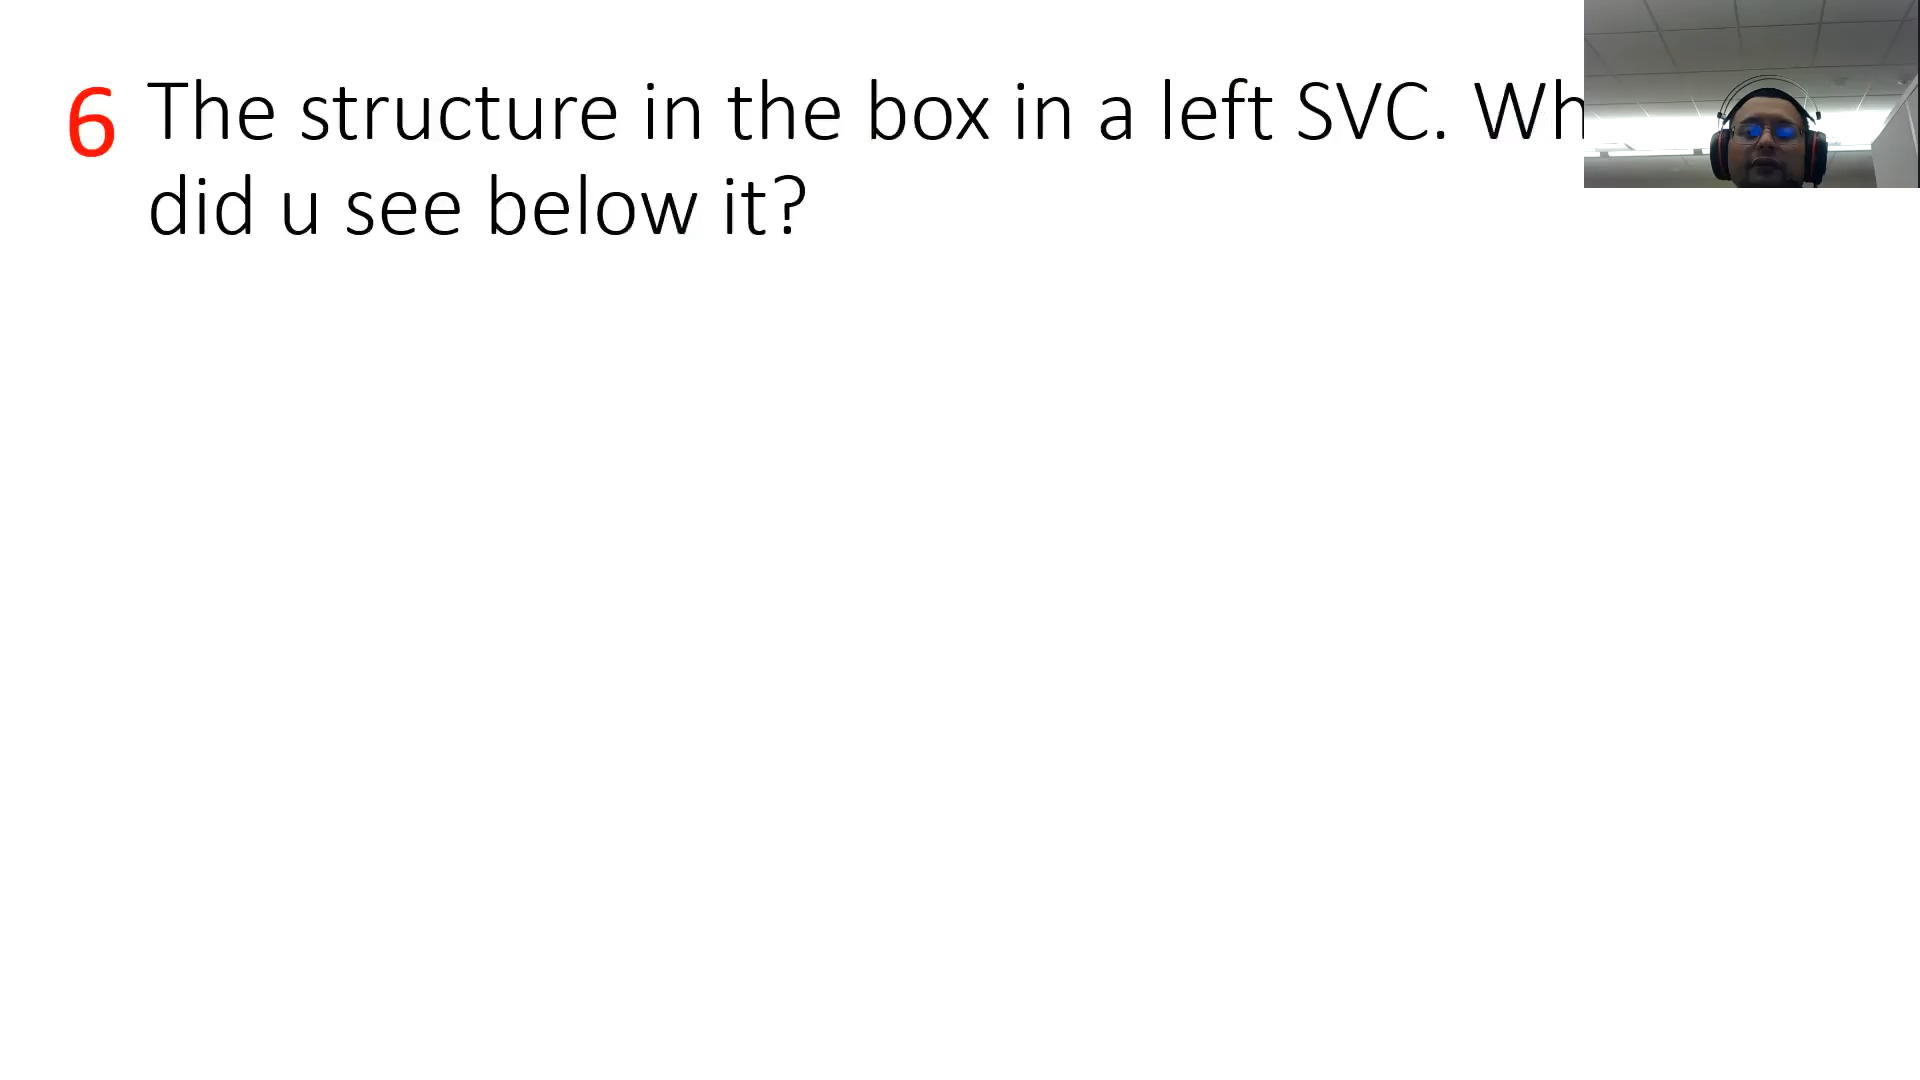 6 The structure in the box in a left SVC. Wh
did u see below it?